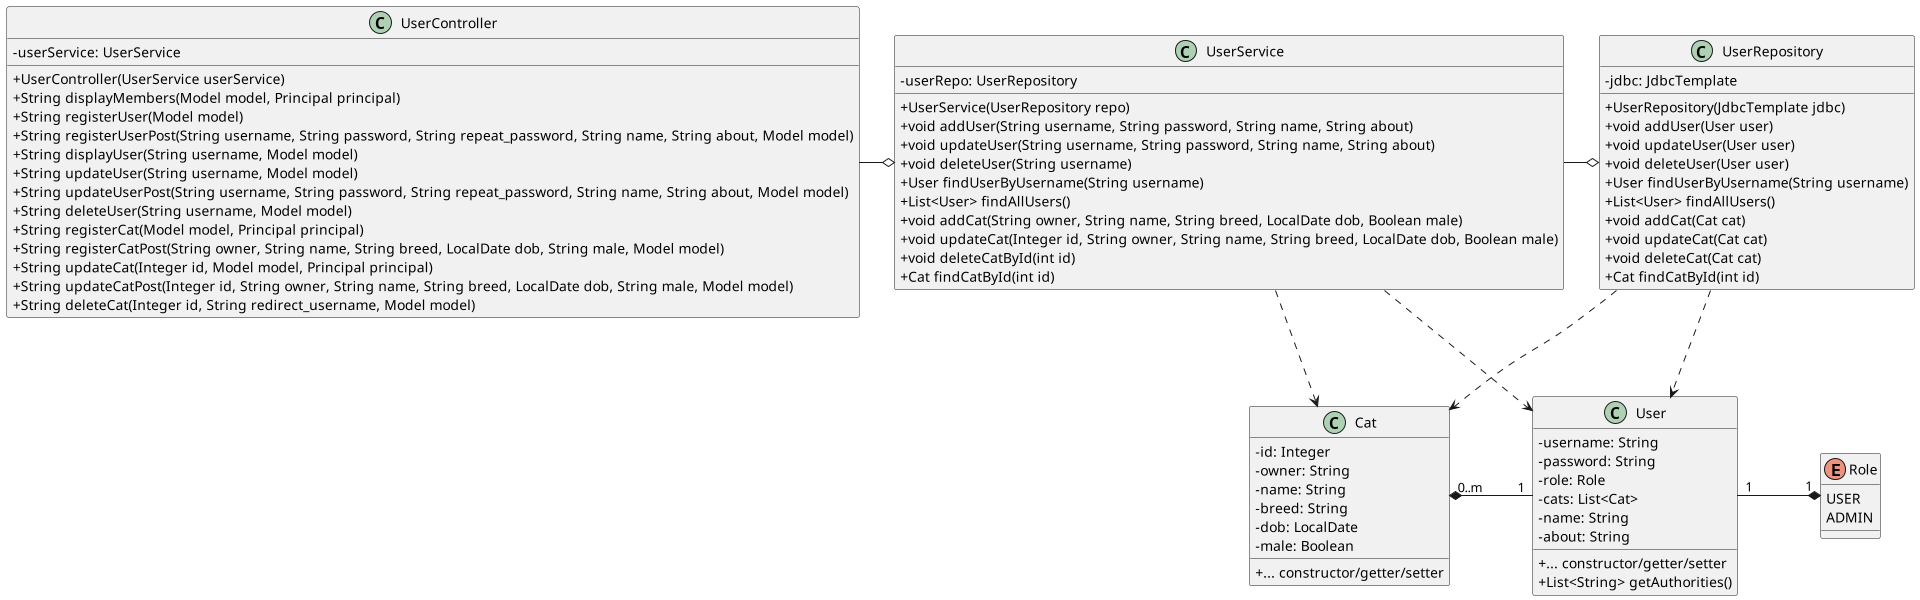 C UserController
-userService: UserService
+UserController(UserService userService)
+String displayMembers(Model model, Principal principal)
+String registerUser(Model model)
+String registerUserPost(String username, String password, String repeat_password, String name, String about, Model model)
+String displayUser(String username, Model model)
+String updateUser(String username, Model model)
+String updateUserPost(String username, String password, String repeat_password, String name, String about, Model model)
+String deleteUser(String username, Model model)
+String registerCat(Model model, Principal principal)
+String registerCatPost(String owner, String name, String breed, LocalDate dob, String male, Model model)
+String updateCat(Integer id, Model model, Principal principal)
+String updateCatPost(Integer id, String owner, String name, String breed, LocalDate dob, String male, Model model)
+String deleteCat(Integer id, String redirect_username, Model model)
C UserService
-userRepo: UserRepository
+UserService(UserRepository repo)
+void addUser(String username, String password, String name, String about)
+void updateUser(String username, String password, String name, String about)
+void deleteUser(String username)
+User findUserByUsername(String username)
+List<User> findAllUsers()
+void addCat(String owner, String name, String breed, LocalDate dob, Boolean male)
+void updateCat(Integer id, String owner, String name, String breed, LocalDate dob, Boolean male)
+void deleteCatById(int id)
+Cat findCatById(int id)
C UserRepository
-jdbc: JdbcTemplate
+UserRepository(JdbcTemplate jdbc)
+void addUser(User user)
+void updateUser(User user)
+void deleteUser(User user)
+User findUserByUsername(String username)
+List<User> findAllUsers()
+void addCat(Cat cat)
+void updateCat(Cat cat)
+void deleteCat(Cat cat)
+Cat findCatById(int id)
C Cat
-id: Integer
-owner: String
-name: String
-breed: String
-dob: LocalDate
-male: Boolean
+... constructor/getter/setter
0..m 1
C User
-username: String
-password: String
-role: Role
-cats: List<Cat>
-name: String
-about: String
+... constructor/getter/setter
+List<String> getAuthorities()
1 1
E Role
USER
ADMIN